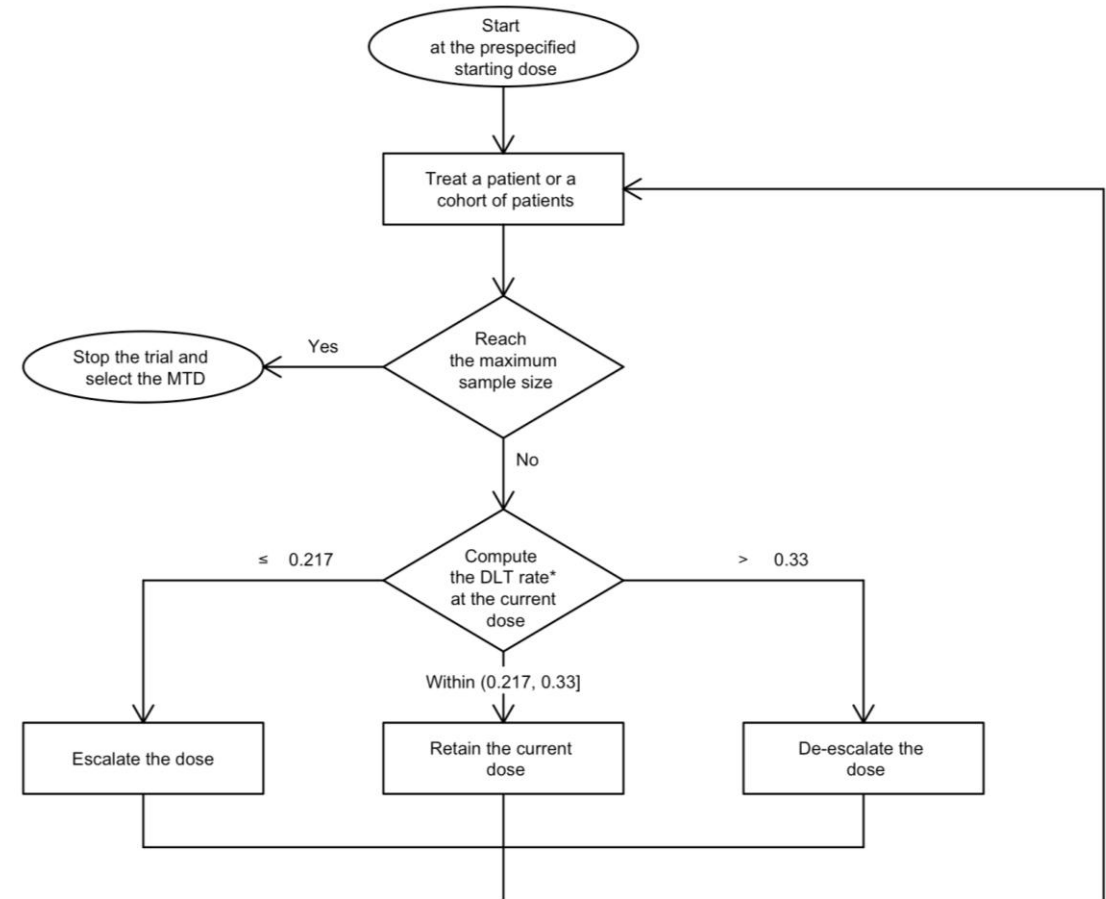 Start
at the prespecified
starting dose
Treat a patient or a
cohort of patients
Reach
the maximum
sample size
Yes
Stop the trial and
select the MTD
No
Compute
the DLT rate*
at the current
dose
≤ 0.217
> 0.33
Within (0.217, 0.33]
Escalate the dose
Retain the current
dose
De-escalate the
dose